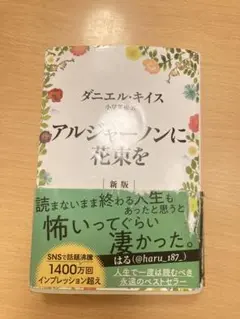 ダニエル・キイス
小尾芙佐 訳
アルジャーノンに
花束を
新版
読まないまま終わる人生も
あったと思うと
怖いってぐらい
凄かった。
はる(@haru_187_)
SNSで話題沸騰
1400万回
インプレッション超え
人生で一度は読むべき
永遠のベストセラー